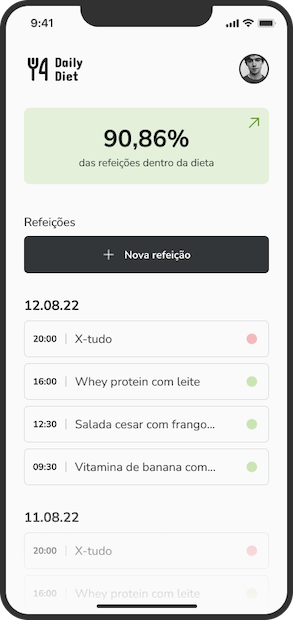 9:41
Daily
Diet
90,86%
das refeições dentro da dieta
Refeições
+ Nova refeição
12.08.22
20:00 | X-tudo
16:00 | Whey protein com leite
12:30 | Salada cesar com frango...
09:30 | Vitamina de banana com...
11.08.22
20:00 | X-tudo
16:00 | Whey protein com leite